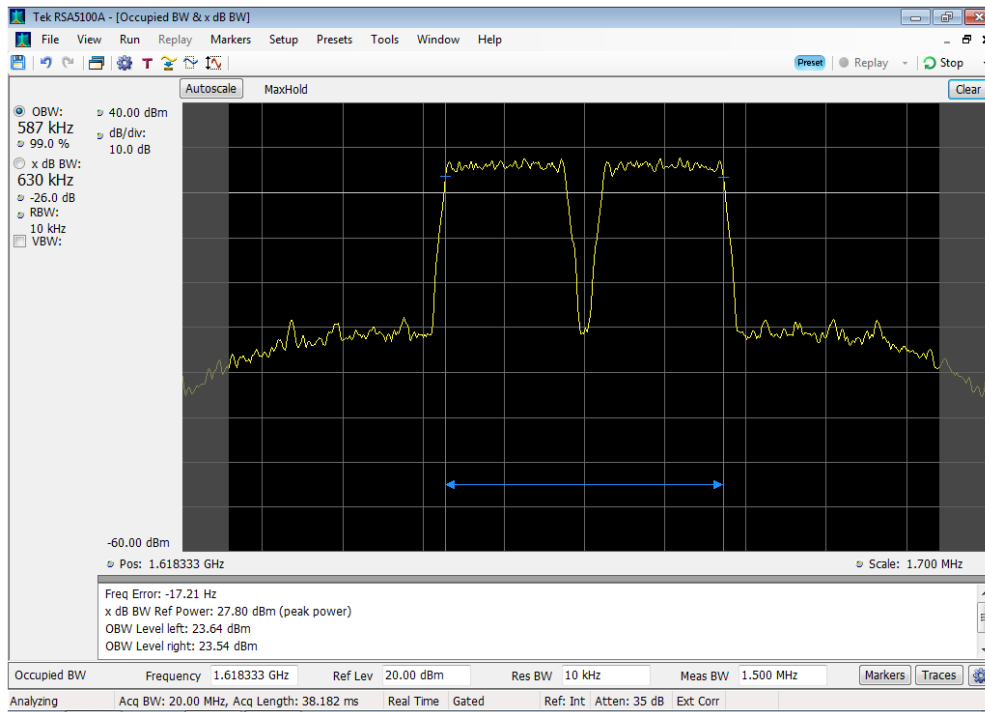 Tek RSA5100A - [Occupied BW & x dB BW]
File View Run Replay Markers Setup Presets Tools Window Help
T Preset Replay Stop
Autoscale MaxHold Clear
OBW:
587 kHz
99.0 %
x dB BW:
630 kHz
-26.0 dB
RBW:
10 kHz
VBW:
40.00 dBm
dB/div:
10.0 dB
-60.00 dBm
Pos: 1.618333 GHz Scale: 1.700 MHz
Freq Error: -17.21 Hz
x dB BW Ref Power: 27.80 dBm (peak power)
OBW Level left: 23.64 dBm
OBW Level right: 23.54 dBm
Occupied BW Frequency 1.618333 GHz Ref Lev 20.00 dBm Res BW 10 kHz Meas BW 1.500 MHz Markers Traces
Analyzing Acq BW: 20.00 MHz, Acq Length: 38.182 ms Real Time Gated Ref: Int Atten: 35 dB Ext Corr